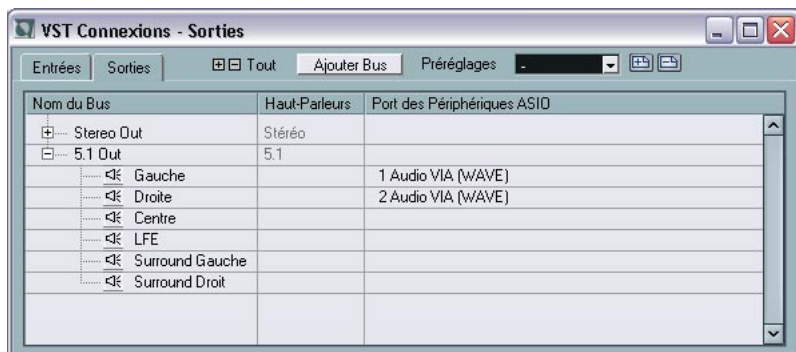 VST Connexions - Sorties
Entrées Sorties Tout Ajouter Bus Préréglages -
Nom du Bus Haut-Parleurs Port des Périphériques ASIO
Stereo Out Stéréo
5.1 Out 5.1
Gauche 1 Audio VIA (WAVE)
Droite 2 Audio VIA (WAVE)
Centre
LFE
Surround Gauche
Surround Droit